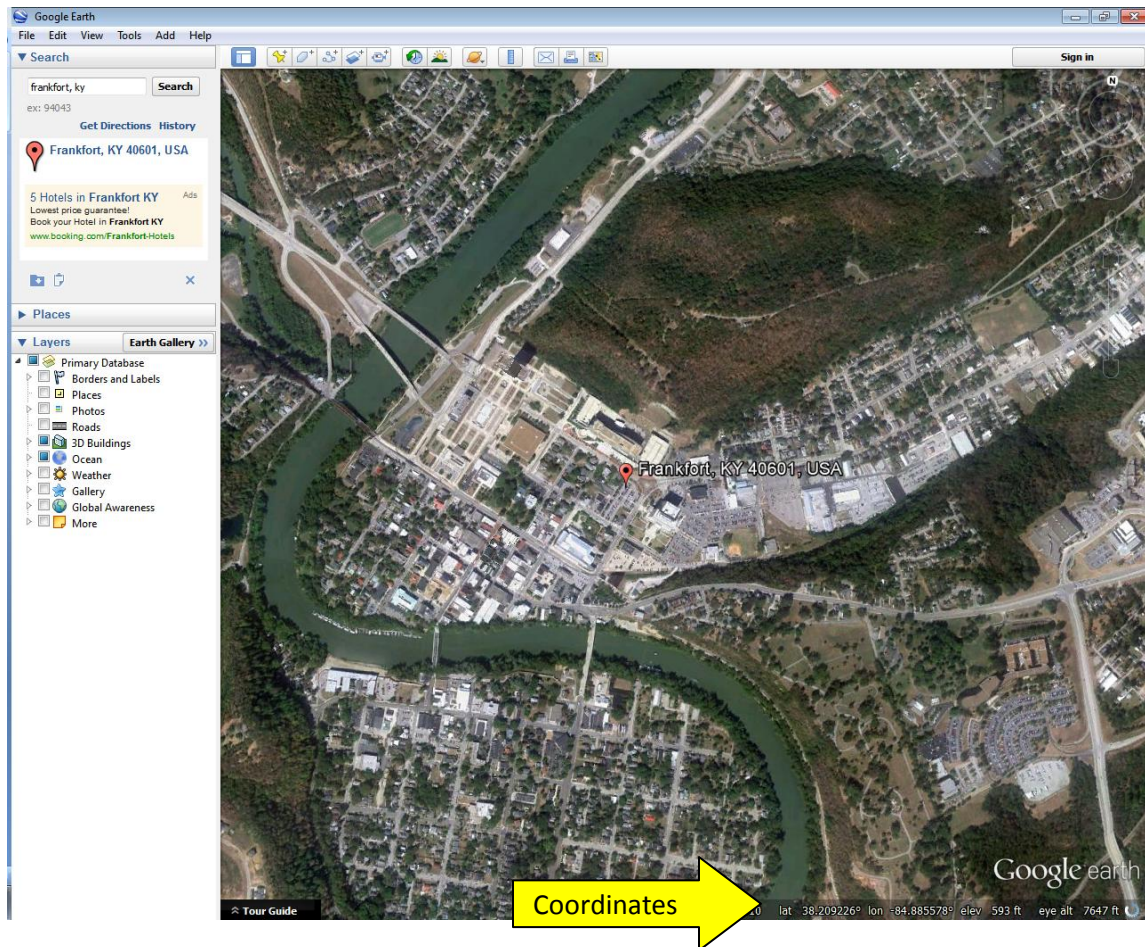 Google Earth
File Edit View Tools Add Help
Search
Sign in
frankfort, ky
Search
ex: 94043
Get Directions History
Frankfort, KY 40601, USA
5 Hotels in Frankfort KY
Ads
Lowest price guarantee!
Book your Hotel in Frankfort KY
www.booking.com/Frankfort-Hotels
Places
Layers
Earth Gallery >>
Primary Database
Borders and Labels
Places
Photos
Roads
3D Buildings
Ocean
Weather
Gallery
Global Awareness
More
N
Frankfort, KY 40601, USA
Google earth
Tour Guide
Coordinates
lat 38.209226° lon -84.885578° elev 593 ft eye alt 7647 ft